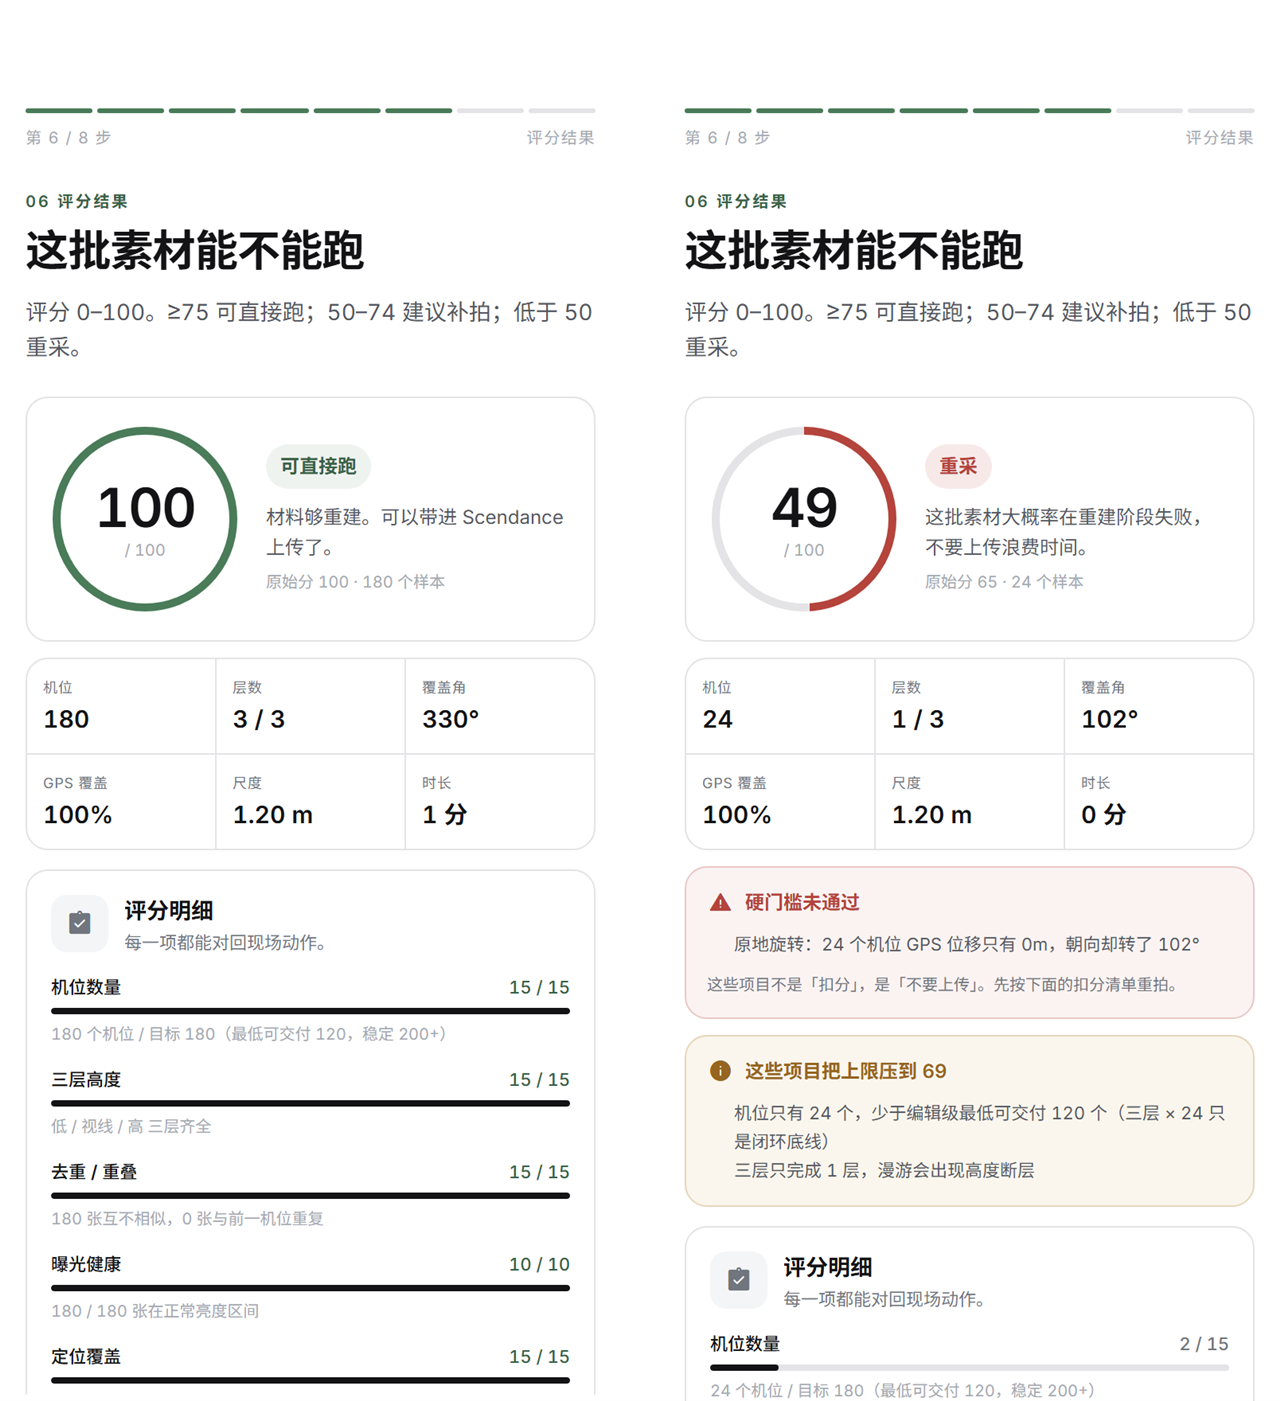 第 6 / 8 步
评分结果
06 评分结果
这批素材能不能跑
评分 0–100。≥75 可直接跑；50–74 建议补拍；低于 50
重采。
100
/ 100
可直接跑
材料够重建。可以带进 Scendance
上传了。
原始分 100 · 180 个样本
机位
180
层数
3 / 3
覆盖角
330°
GPS 覆盖
100%
尺度
1.20 m
时长
1 分
评分明细
每一项都能对回现场动作。
机位数量
15 / 15
180 个机位 / 目标 180（最低可交付 120，稳定 200+）
三层高度
15 / 15
低 / 视线 / 高 三层齐全
去重 / 重叠
15 / 15
180 张互不相似，0 张与前一机位重复
曝光健康
10 / 10
180 / 180 张在正常亮度区间
定位覆盖
15 / 15
第 6 / 8 步
评分结果
06 评分结果
这批素材能不能跑
评分 0–100。≥75 可直接跑；50–74 建议补拍；低于 50
重采。
49
/ 100
重采
这批素材大概率在重建阶段失败，
不要上传浪费时间。
原始分 65 · 24 个样本
机位
24
层数
1 / 3
覆盖角
102°
GPS 覆盖
100%
尺度
1.20 m
时长
0 分
硬门槛未通过
原地旋转：24 个机位 GPS 位移只有 0m，朝向却转了 102°
这些项目不是「扣分」，是「不要上传」。先按下面的扣分清单重拍。
这些项目把上限压到 69
机位只有 24 个，少于编辑级最低可交付 120 个（三层 × 24 只
是闭环底线）
三层只完成 1 层，漫游会出现高度断层
评分明细
每一项都能对回现场动作。
机位数量
2 / 15
24 个机位 / 目标 180（最低可交付 120，稳定 200+）